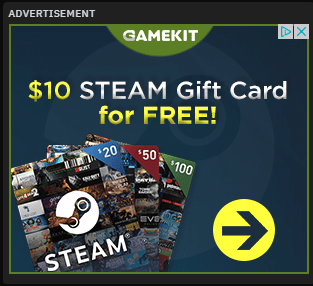 ADVERTISEMENT
GAMEKIT
$10 STEAM Gift Card
for FREE!
$20
$50
$100
STEAM®